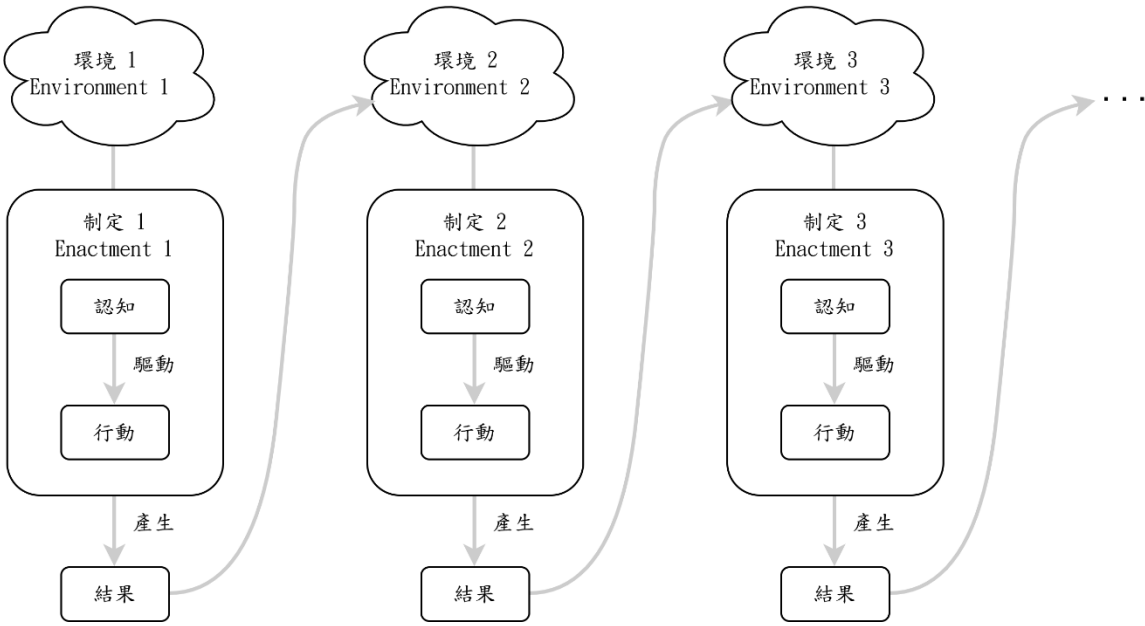 環境 1
Environment 1
制定 1
Enactment 1
認知
驅動
行動
產生
結果
環境 2
Environment 2
制定 2
Enactment 2
認知
驅動
行動
產生
結果
環境 3
Environment 3
制定 3
Enactment 3
認知
驅動
行動
產生
結果
...